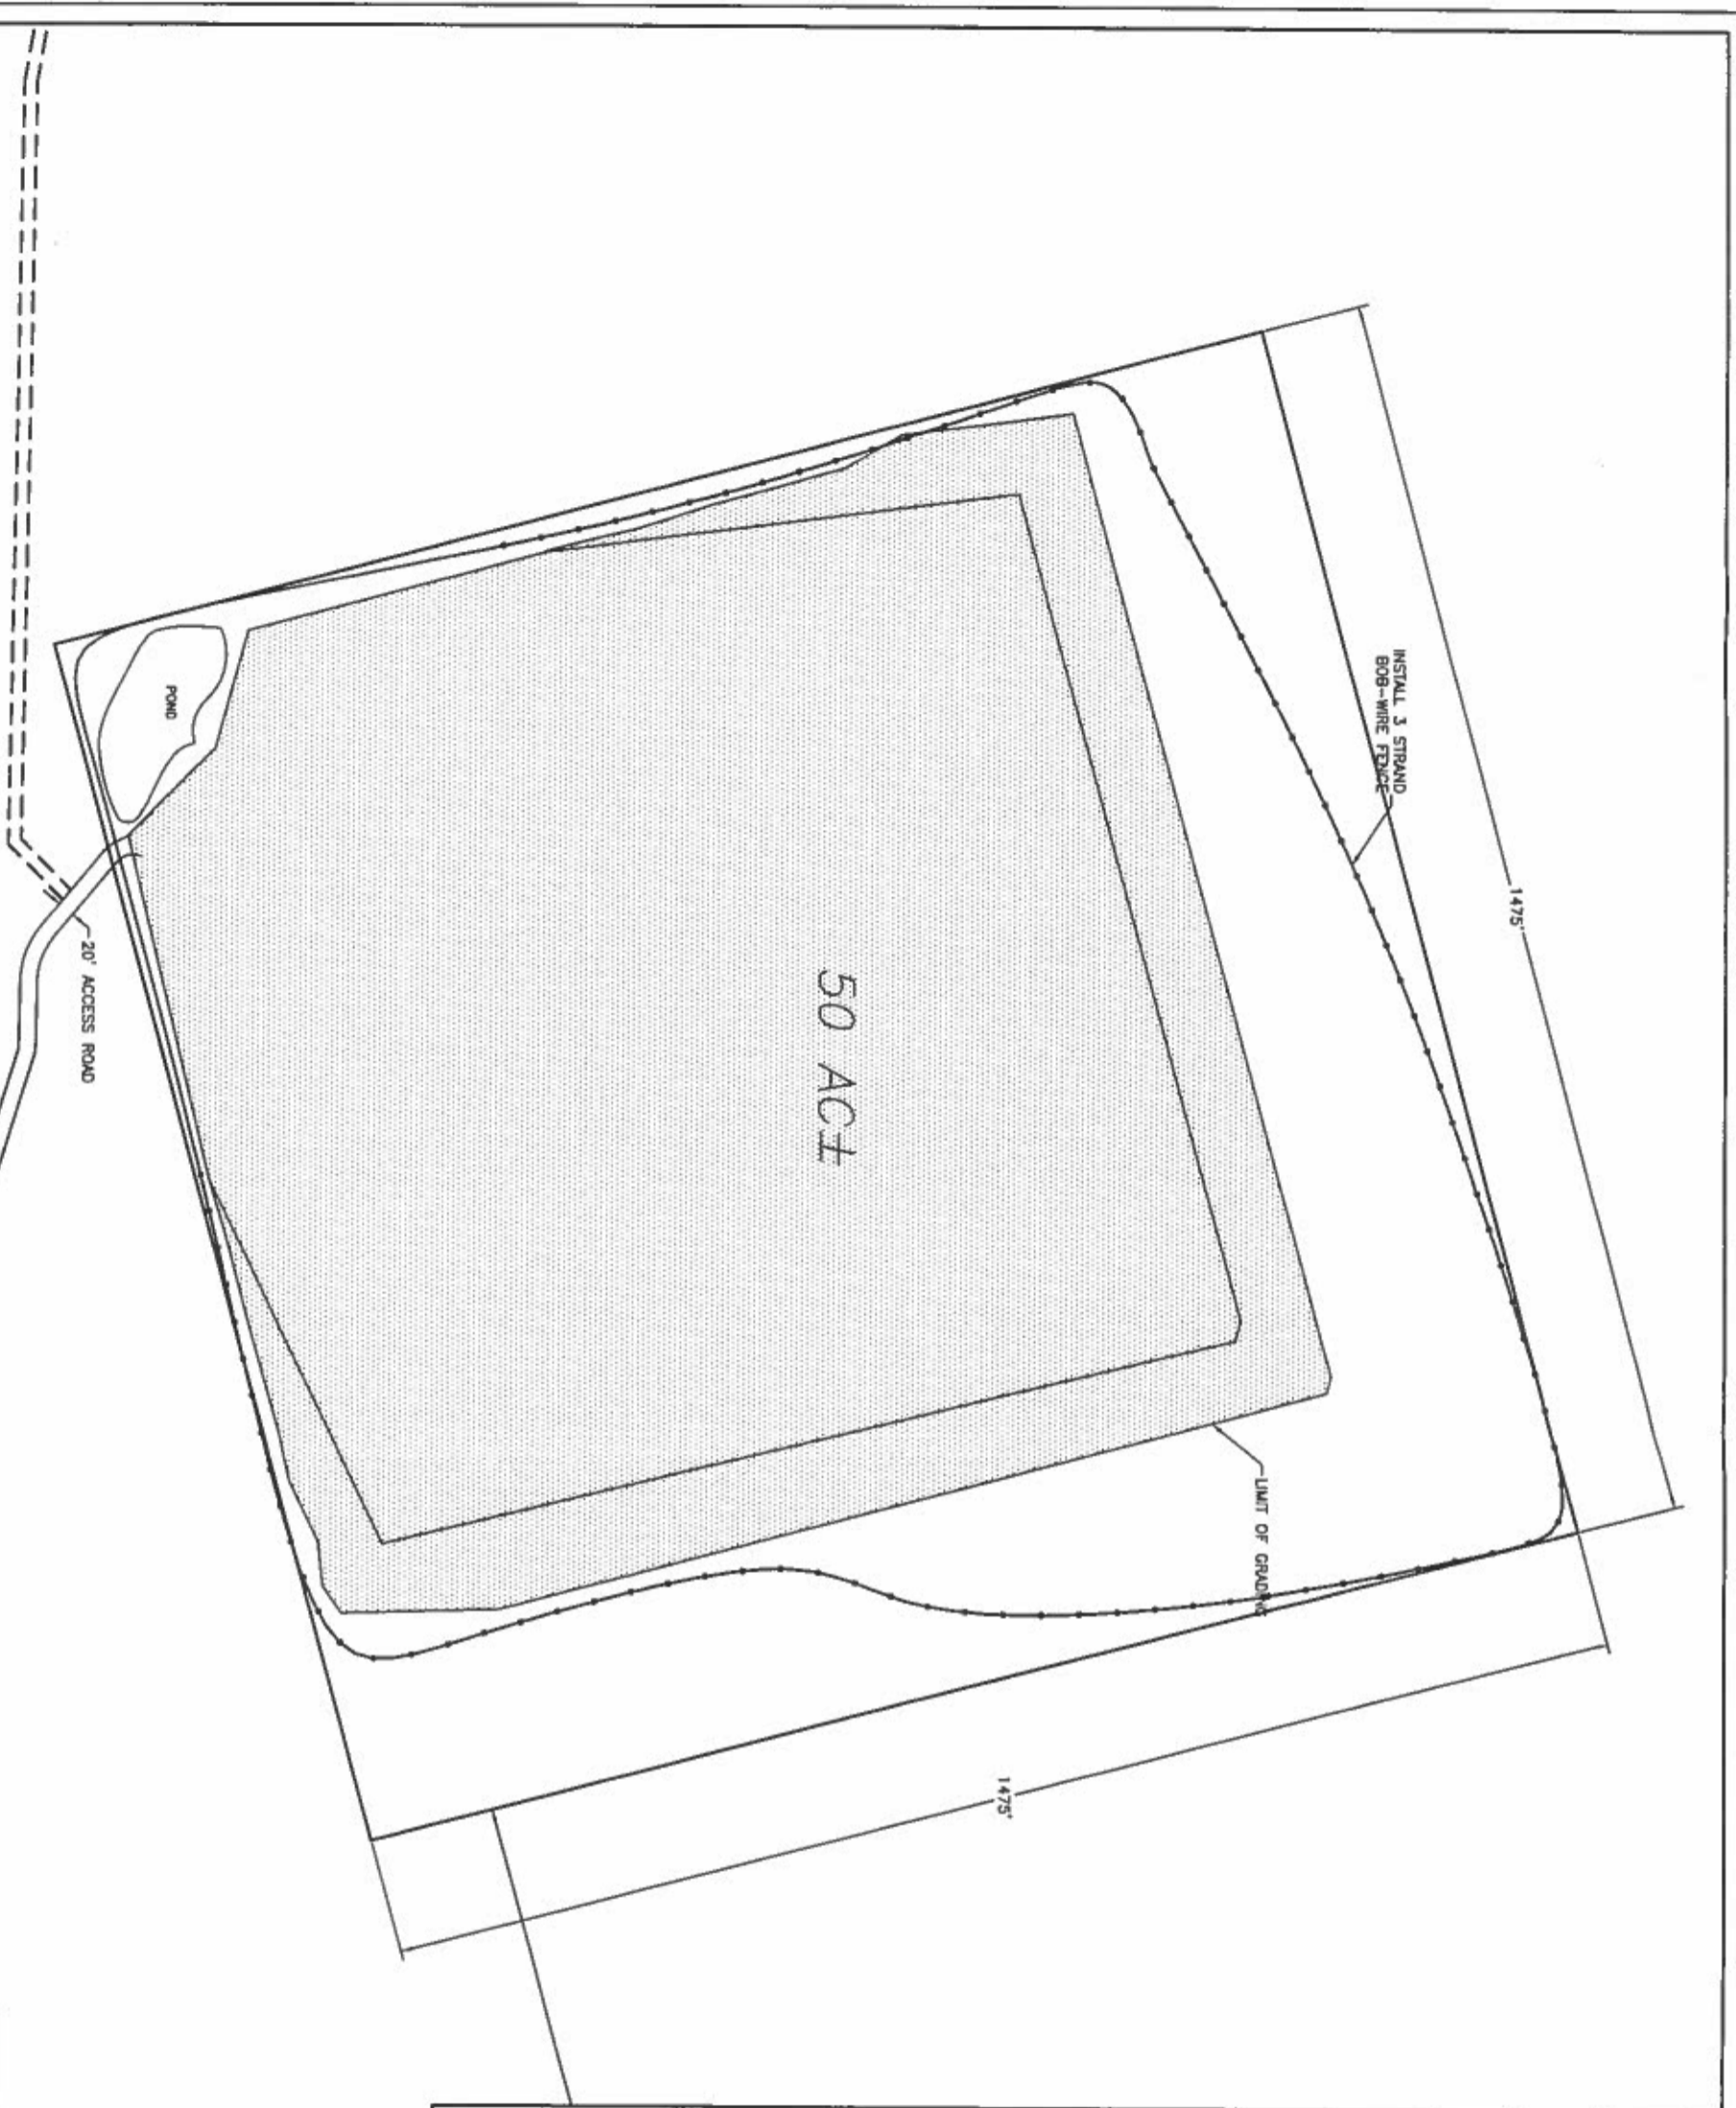 1475'
INSTALL 3 STRAND
BOB-WIRE FENCE
50 AC±
LIMIT OF GRADING
1475'
POND
20' ACCESS ROAD